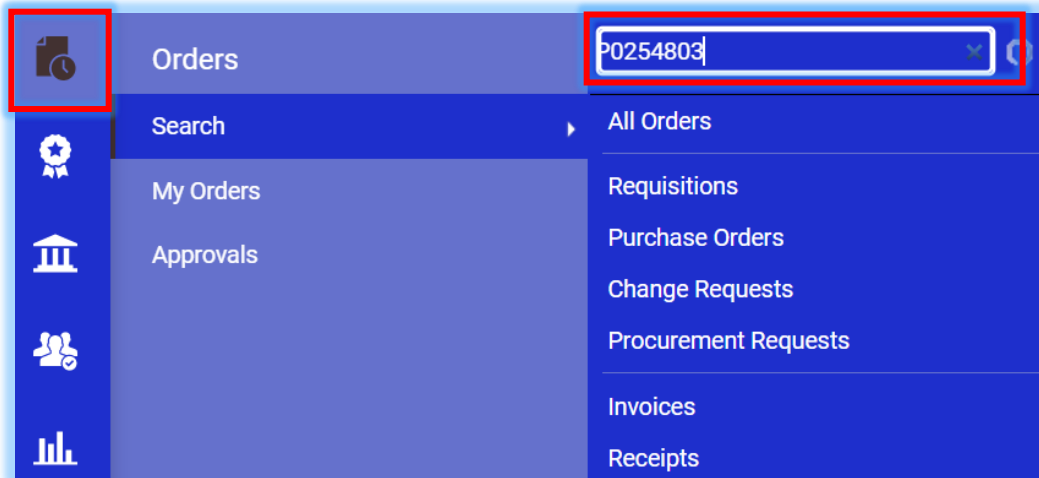 Orders
P0254803
Search
All Orders
My Orders
Requisitions
Approvals
Purchase Orders
Change Requests
Procurement Requests
Invoices
Receipts